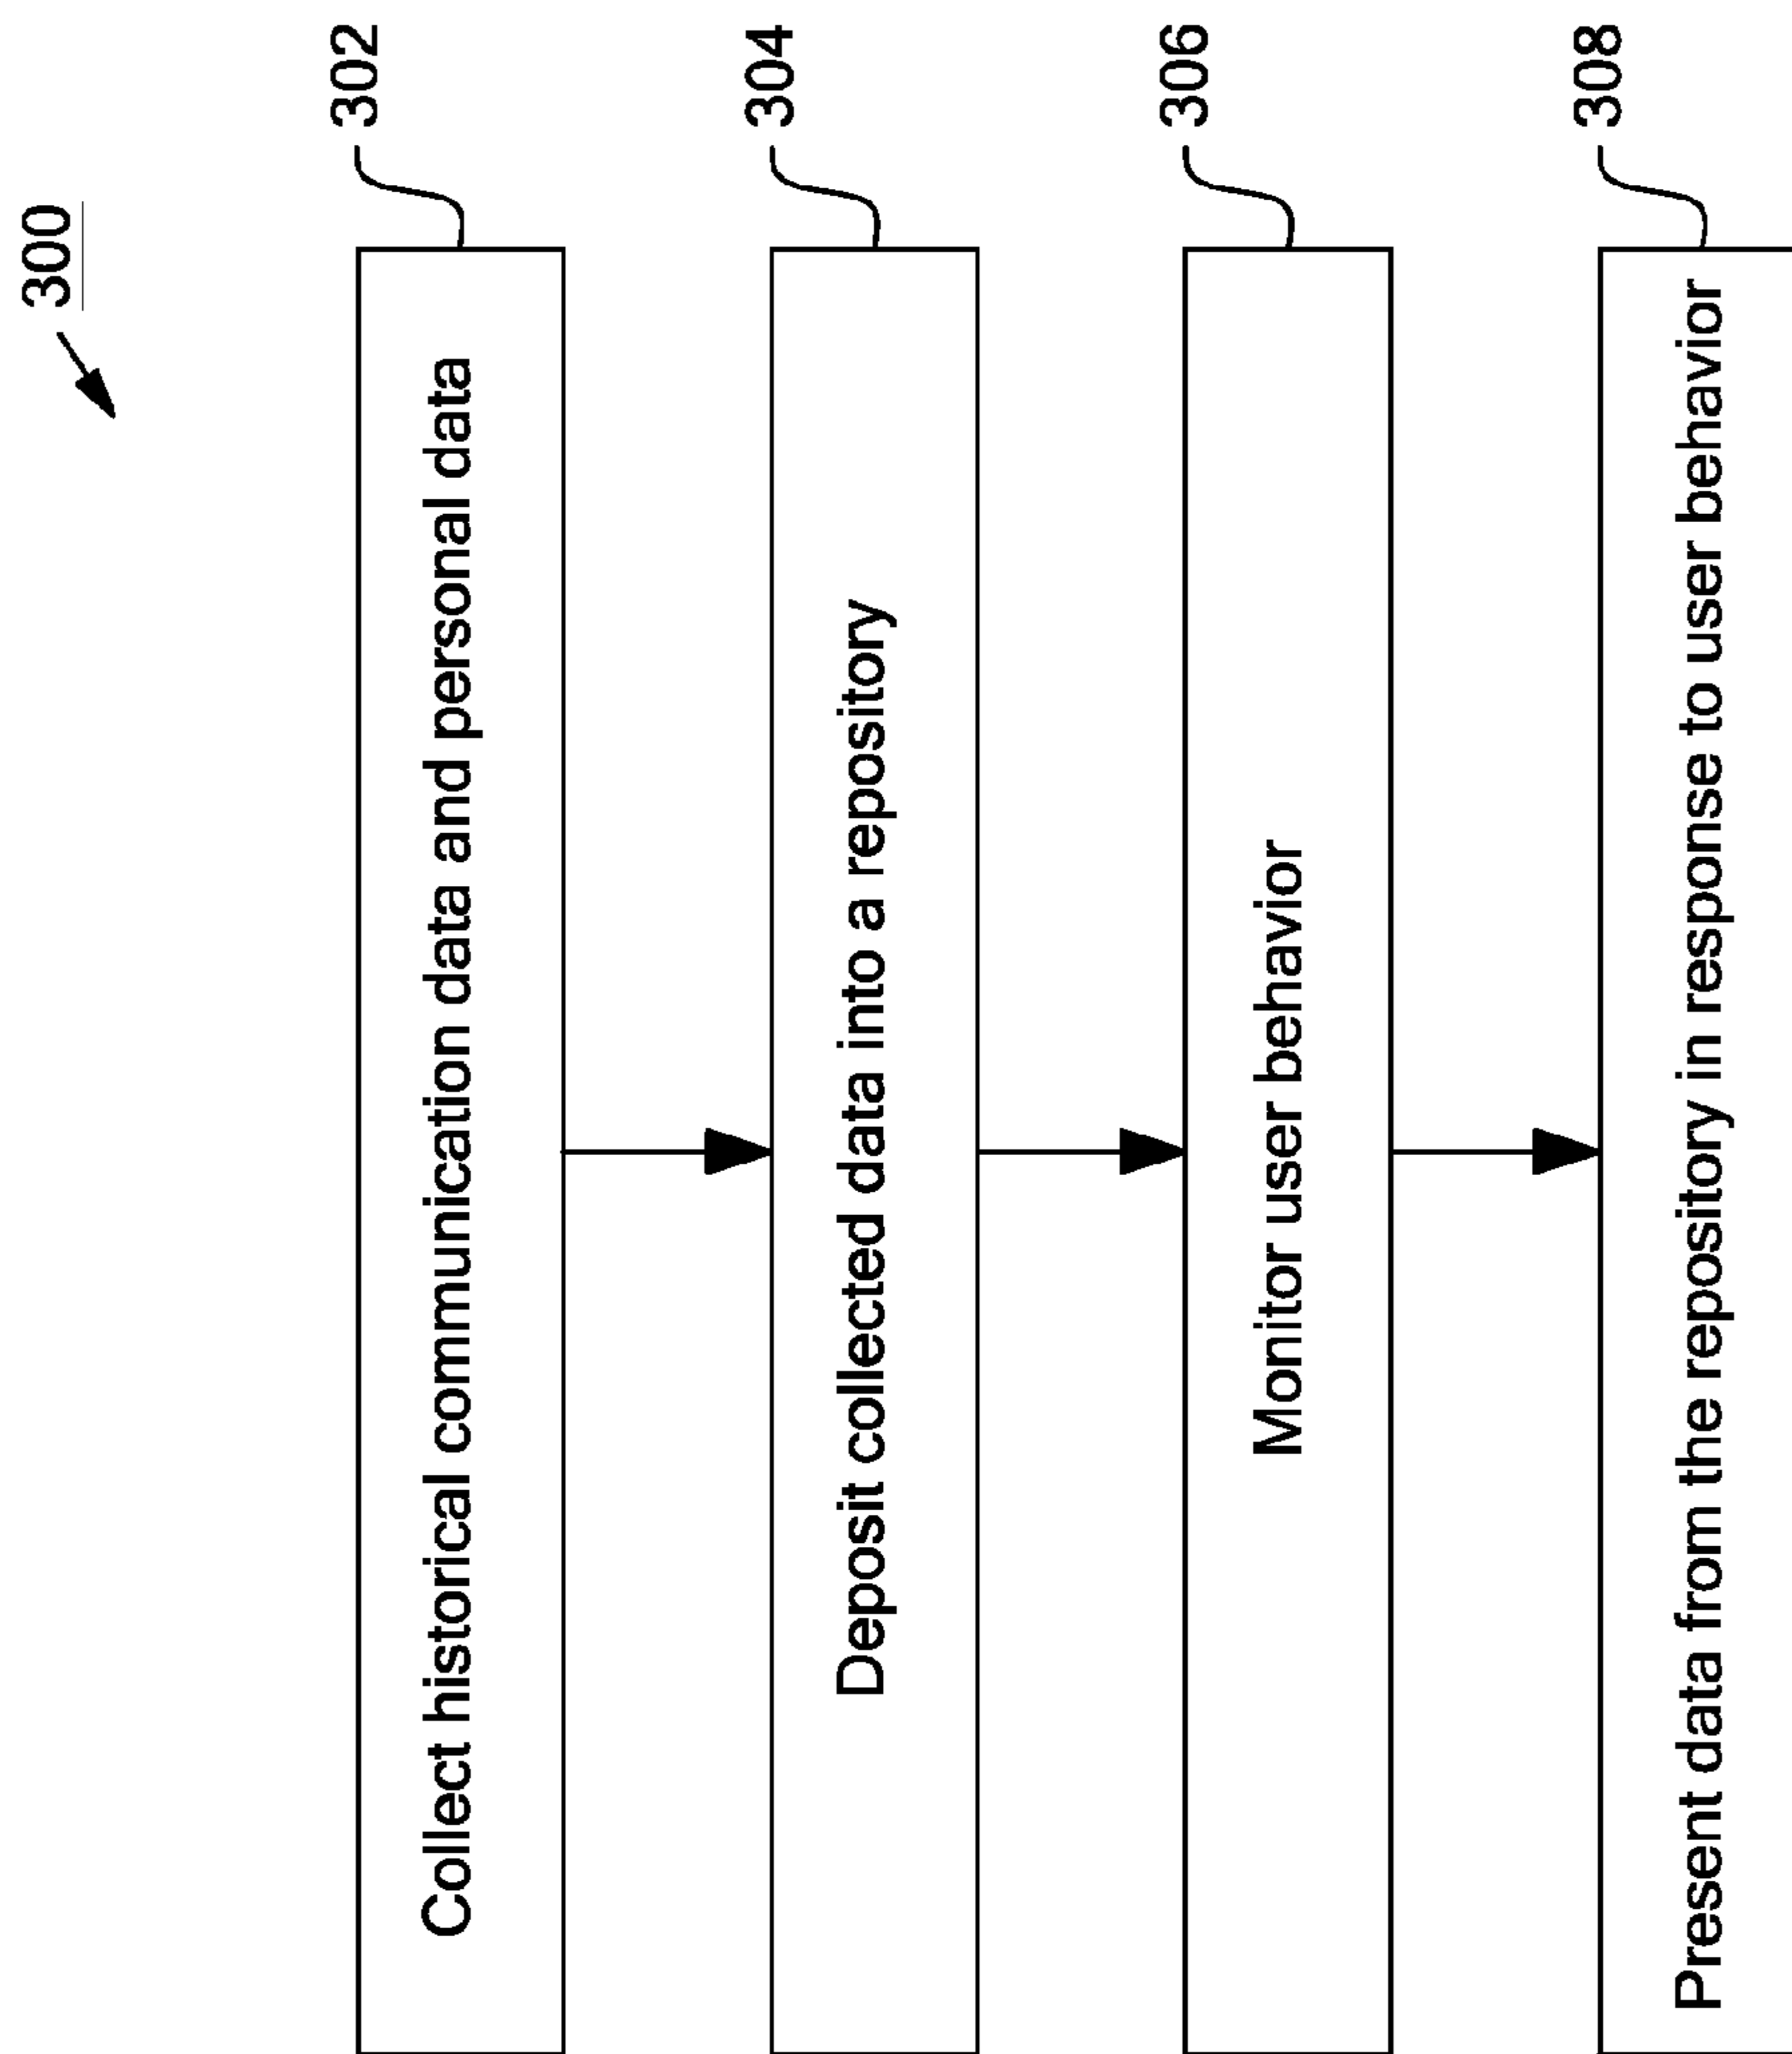 300
302
Collect historical communication data and personal data
304
Deposit collected data into a repository
306
Monitor user behavior
308
Present data from the repository in response to user behavior